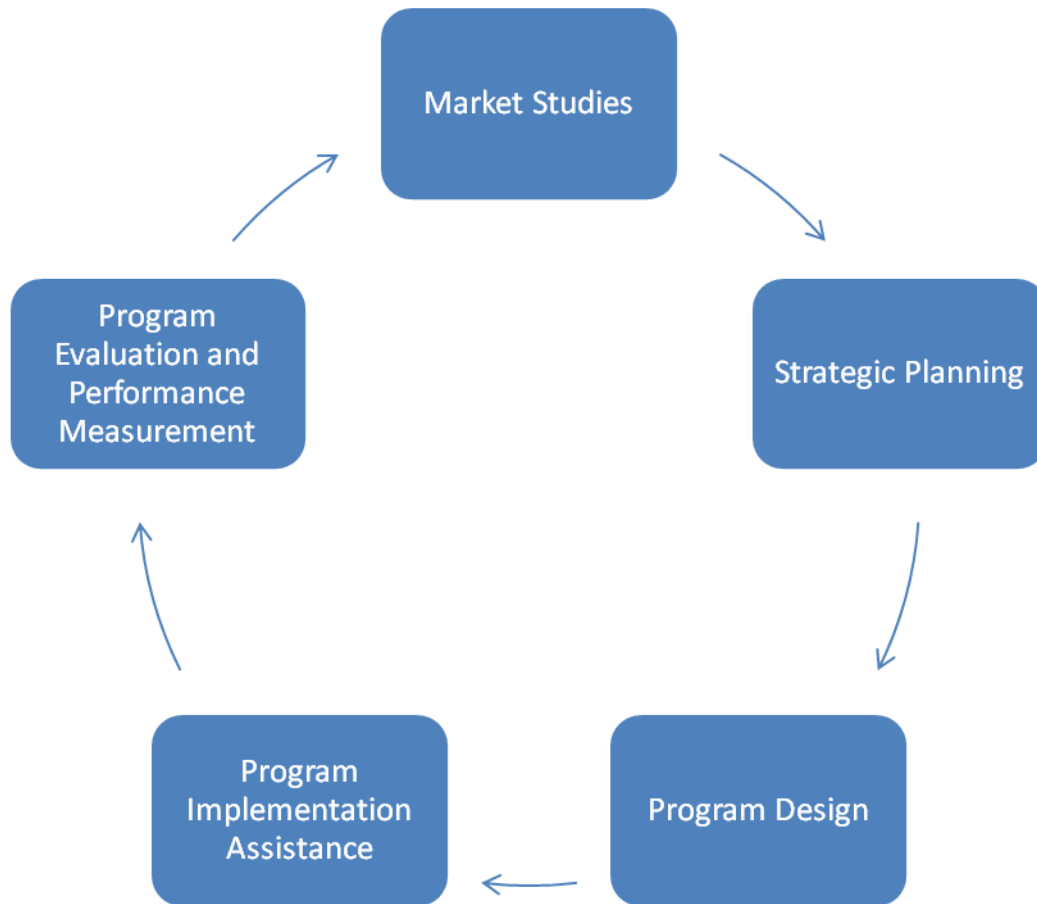 Market Studies
Strategic Planning
Program Design
Program
Implementation
Assistance
Program
Evaluation and
Performance
Measurement